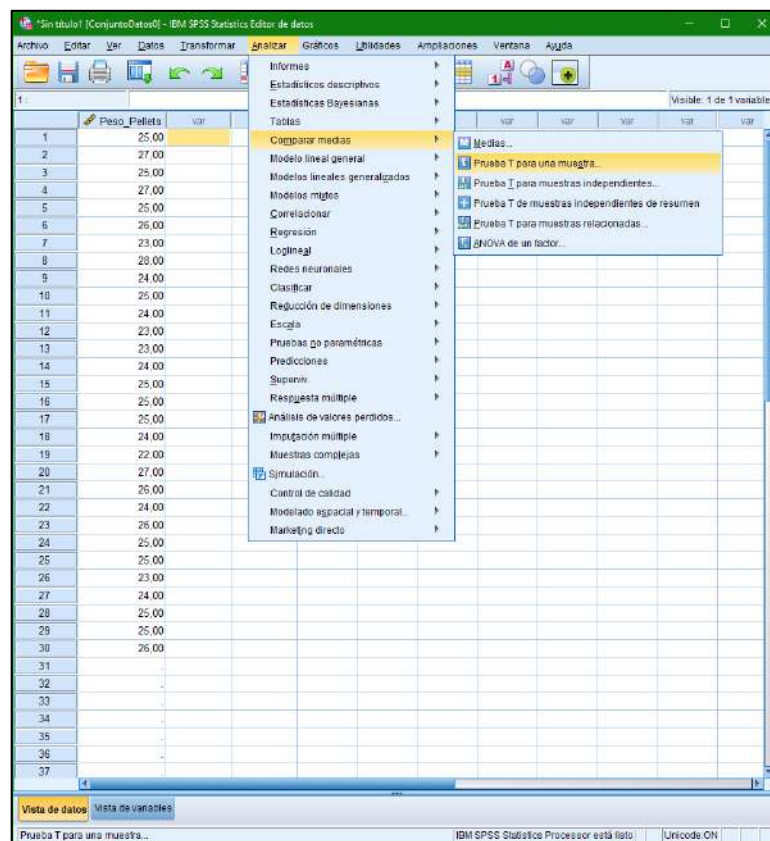 *Sin título1 [ConjuntoDatos0] - IBM SPSS Statistics Editor de datos
Archivo Editar Ver Datos Transformar Analizar Gráficos Utilidades Ampliaciones Ventana Ayuda
1 :
Visible: 1 de 1 variables
Peso_Pellets var var var var var var
1 25,00
2 27,00
3 25,00
4 27,00
5 25,00
6 26,00
7 23,00
8 28,00
9 24,00
10 25,00
11 24,00
12 23,00
13 23,00
14 24,00
15 25,00
16 25,00
17 25,00
18 24,00
19 22,00
20 27,00
21 26,00
22 24,00
23 26,00
24 25,00
25 25,00
26 23,00
27 24,00
28 25,00
29 25,00
30 26,00
31
32
33
34
35
36
37
Informes
Estadísticos descriptivos
Estadísticas Bayesianas
Tablas
Comparar medias
Modelo lineal general
Modelos lineales generalizados
Modelos mixtos
Correlacionar
Regresión
Loglineal
Redes neuronales
Clasificar
Reducción de dimensiones
Escala
Pruebas no paramétricas
Predicciones
Superviv.
Respuesta múltiple
Análisis de valores perdidos...
Imputación múltiple
Muestras complejas
Simulación...
Control de calidad
Modelado espacial y temporal...
Marketing directo
Medias...
Prueba T para una muestra...
Prueba T para muestras independientes...
Prueba T de muestras independientes de resumen
Prueba T para muestras relacionadas...
ANOVA de un factor...
Vista de datos Vista de variables
Prueba T para una muestra... IBM SPSS Statistics Processor está listo Unicode:ON